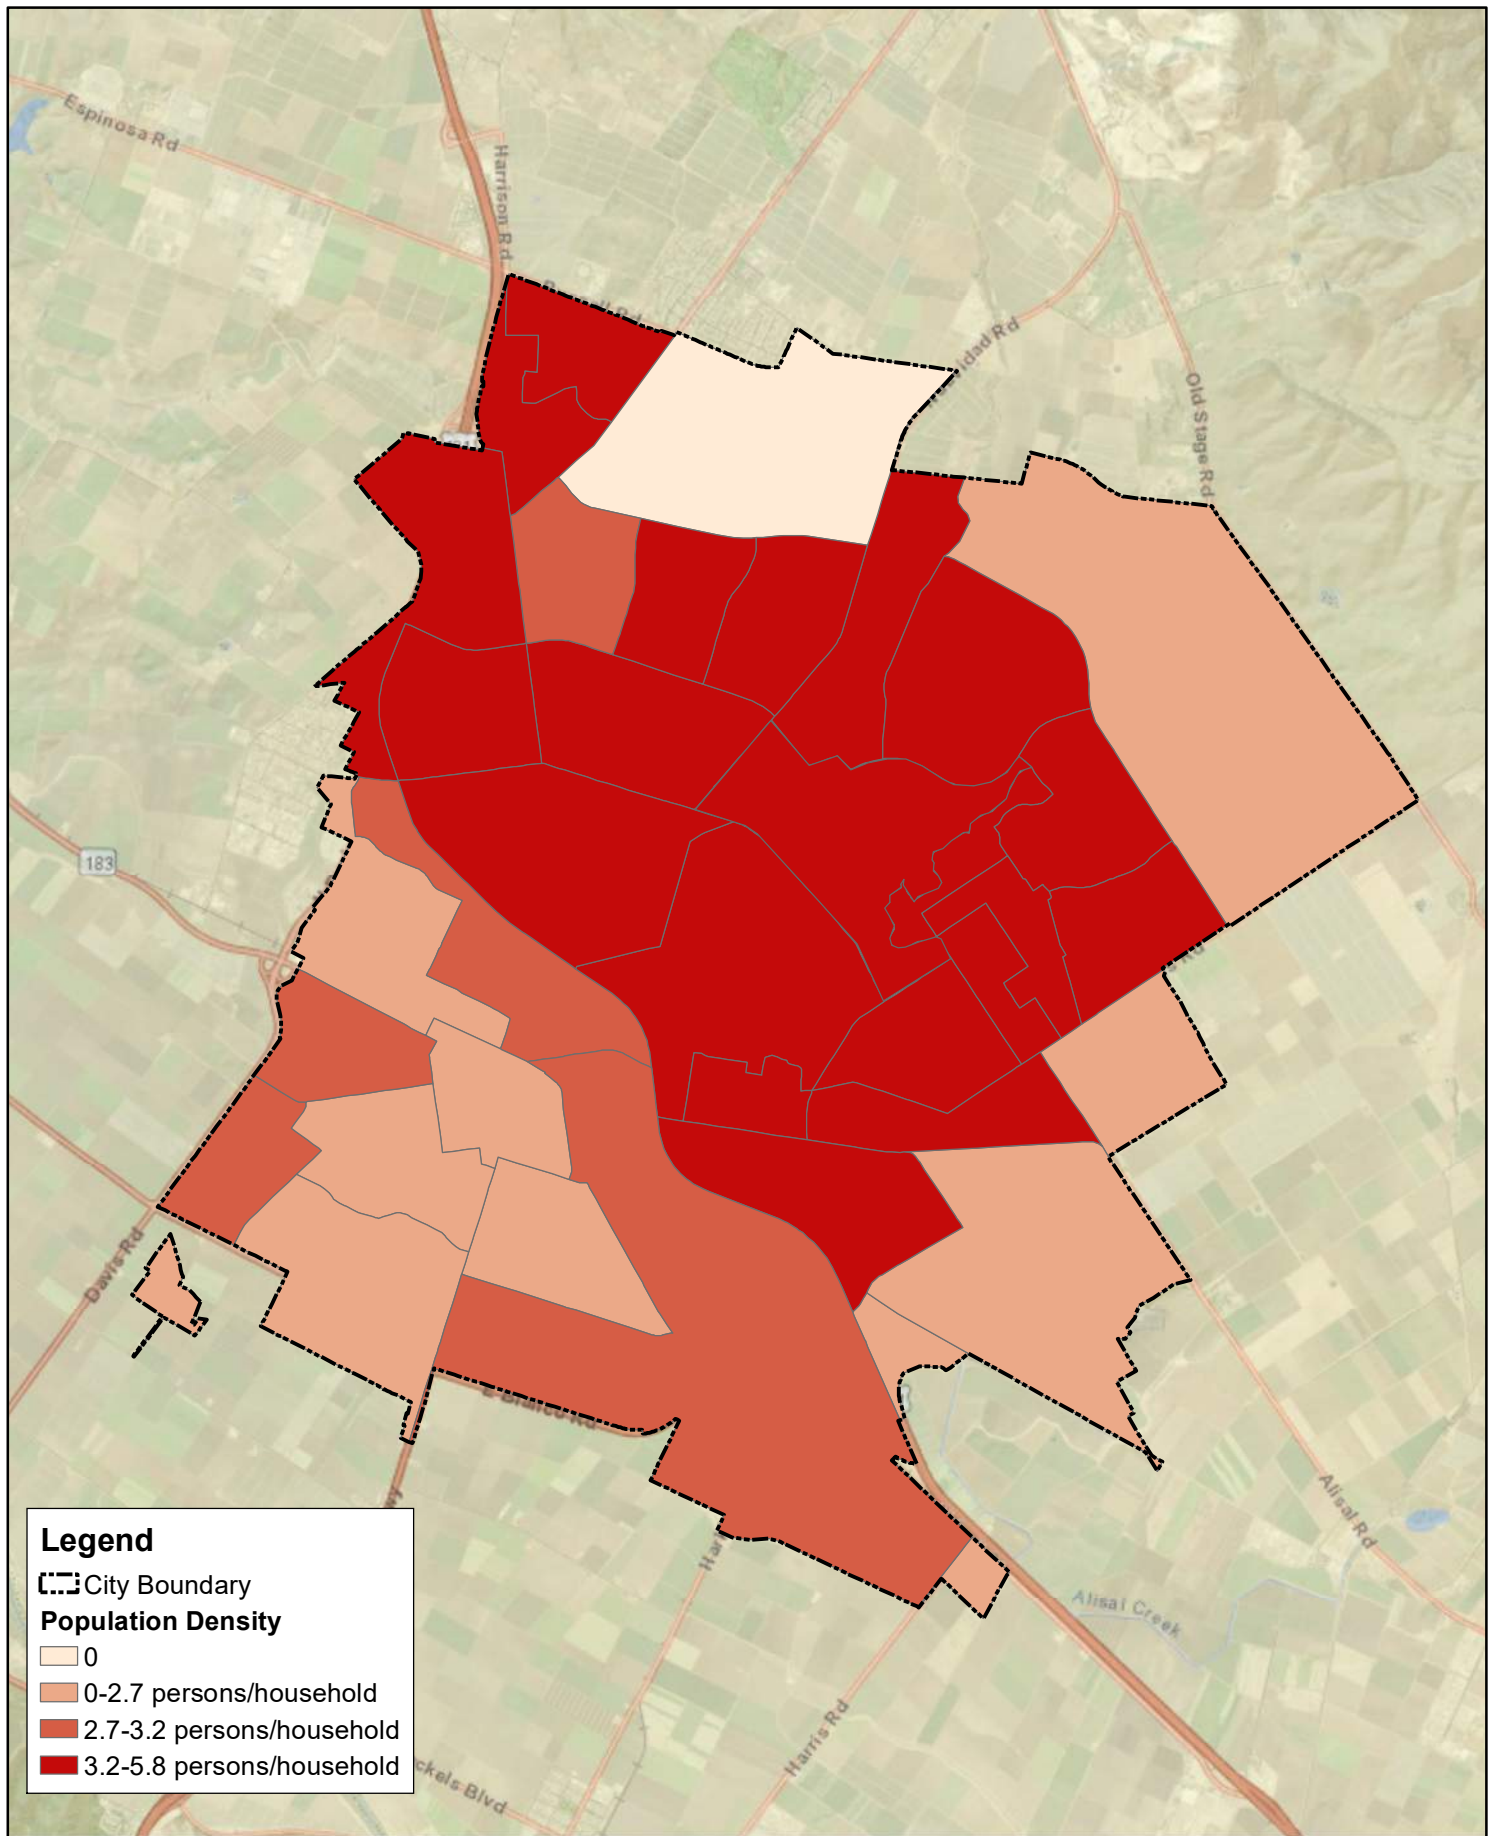 Espinosa Rd
Harrison Rd
Old Stage Rd
183
Davis Rd
E Blanco Rd
Alisal Rd
Alisal Creek
Harris Rd
Legend
City Boundary
Population Density
0
0-2.7 persons/household
2.7-3.2 persons/household
3.2-5.8 persons/household